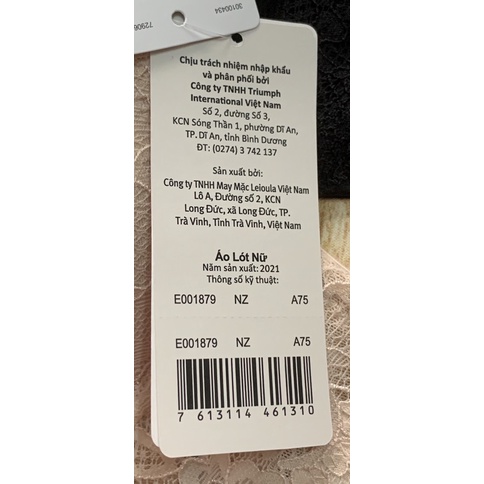 30100434
72906
Chịu trách nhiệm nhập khẩu
và phân phối bởi
Công ty TNHH Triumph
International Việt Nam
Số 2, đường Số 3,
KCN Sóng Thần 1, phường Dĩ An,
TP. Dĩ An, tỉnh Bình Dương
ĐT: (0274) 3 742 137
Sản xuất bởi:
Công ty TNHH May Mặc Leioula Việt Nam
Lô A, Đường số 2, KCN
Long Đức, xã Long Đức, TP.
Trà Vinh, Tỉnh Trà Vinh, Việt Nam
Áo Lót Nữ
Năm sản xuất: 2021
Thông số kỹ thuật:
E001879 NZ A75
E001879 NZ A75
7 613114 461310